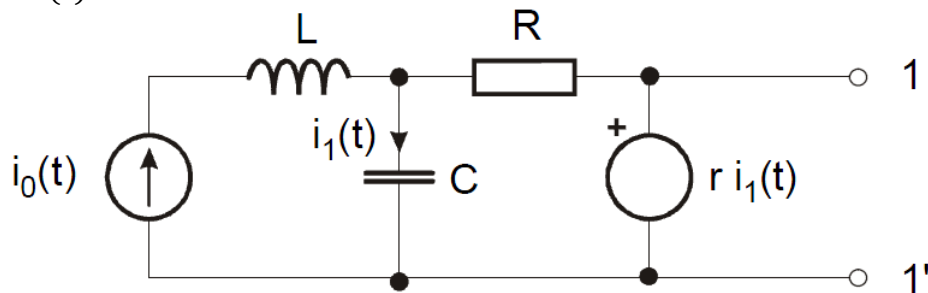 L R
1
i₁(t)
+
i₀(t)
C
r i₁(t)
1'